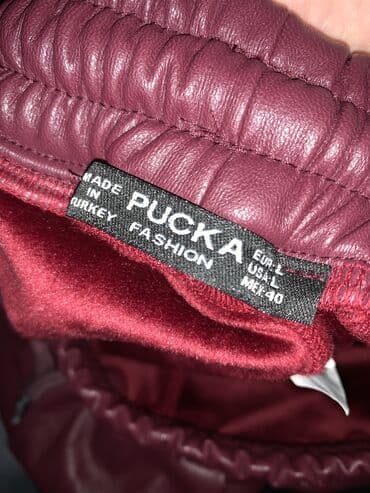 MADE
IN
TURKEY
PUCKA
FASHION
EUR: L
USA: L
MEX: 40